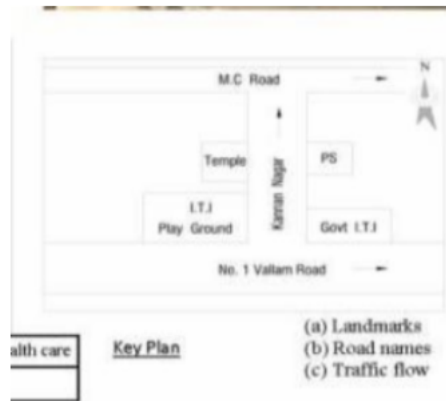 N
M.C Road
Temple
PS
Kannan Nagar
I.T.I
Play Ground
Govt I.T.I
No. 1 Vallam Road
alth care
Key Plan
(a) Landmarks
(b) Road names
(c) Traffic flow